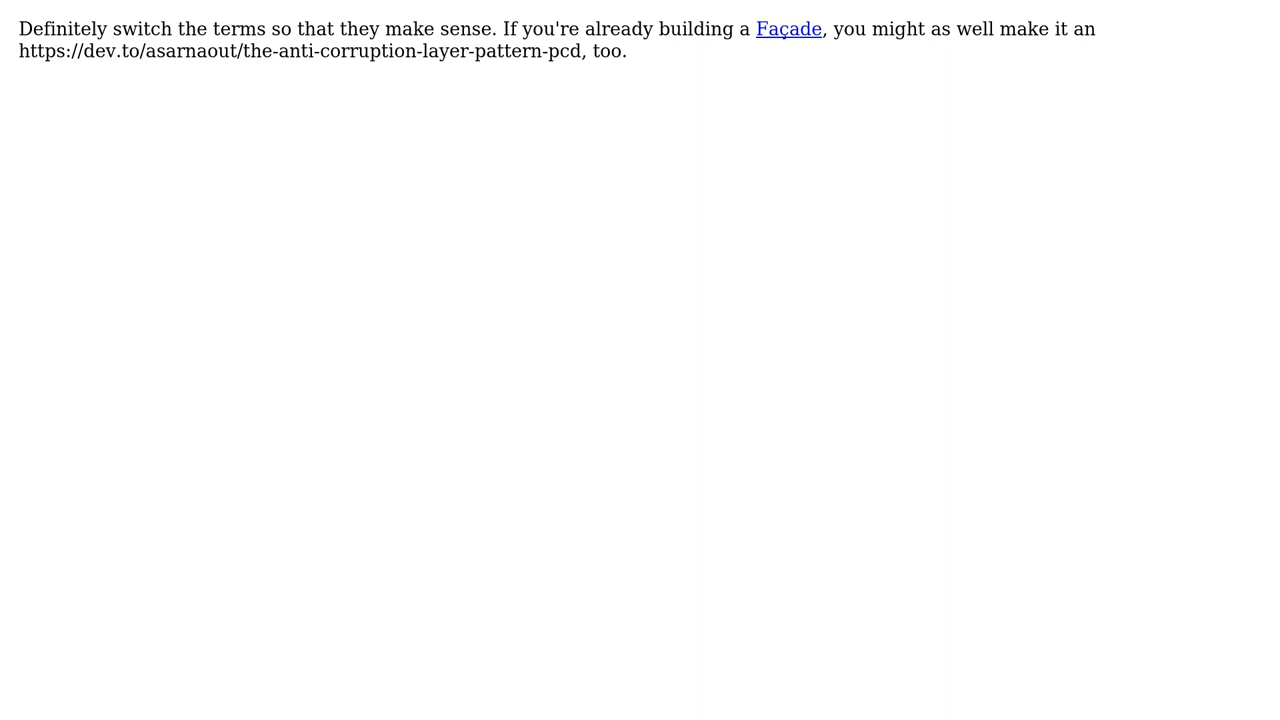 Definitely switch the terms so that they make sense. If you're already building a Façade, you might as well make it an
https://dev.to/asarnaout/the-anti-corruption-layer-pattern-pcd, too.